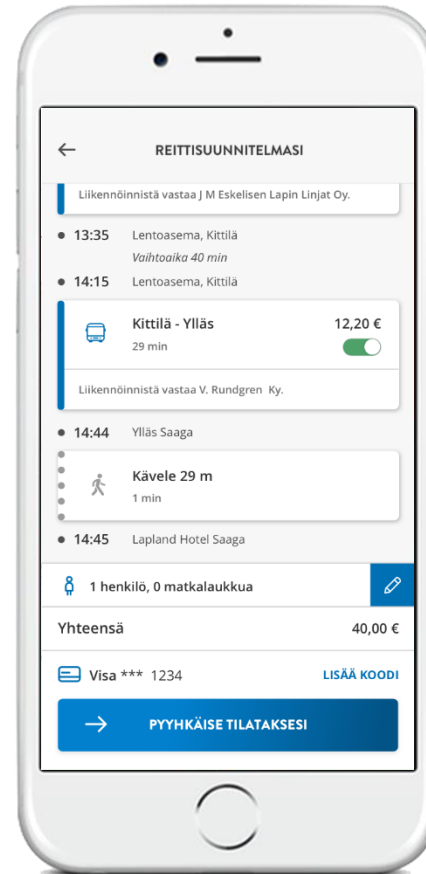 REITTISUUNNITELMASI
Liikennöinnistä vastaa J M Eskelisen Lapin Linjat Oy.
13:35 Lentoasema, Kittilä
Vaihtoaika 40 min
14:15 Lentoasema, Kittilä
Kittilä - Ylläs 12,20 €
29 min
Liikennöinnistä vastaa V. Rundgren Ky.
14:44 Ylläs Saaga
Kävele 29 m
1 min
14:45 Lapland Hotel Saaga
1 henkilö, 0 matkalaukkua
Yhteensä 40,00 €
Visa *** 1234 LISÄÄ KOODI
PYYHKÄISE TILATAKSESI